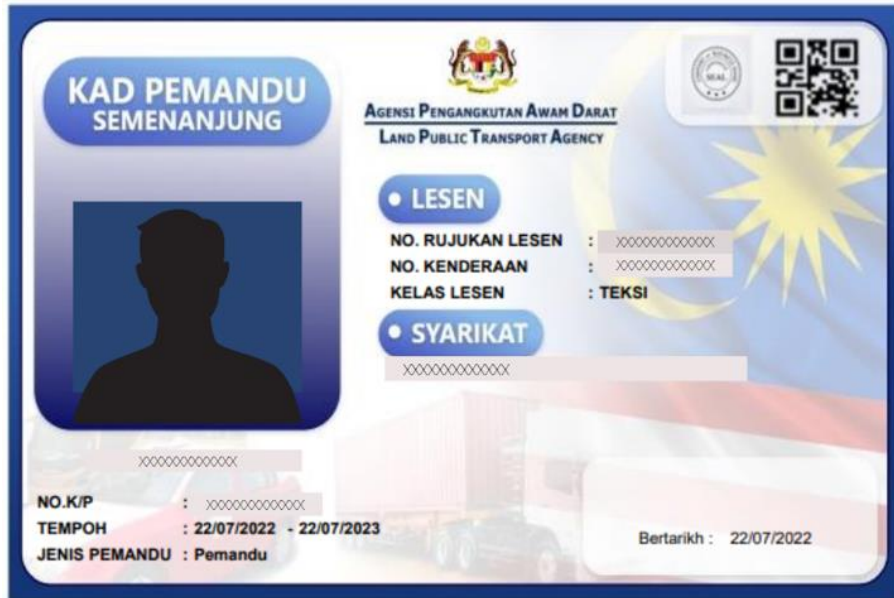 KAD PEMANDU
SEMENANJUNG
AGENSI PENGANGKUTAN AWAM DARAT
LAND PUBLIC TRANSPORT AGENCY
SEAL
• LESEN
NO. RUJUKAN LESEN : XXXXXXXXXXXX
NO. KENDERAAN : XXXXXXXXXXXX
KELAS LESEN : TEKSI
• SYARIKAT
XXXXXXXXXXXXX
XXXXXXXXXXXX
NO.K/P : XXXXXXXXXXXX
TEMPOH : 22/07/2022 - 22/07/2023
JENIS PEMANDU : Pemandu
Bertarikh : 22/07/2022